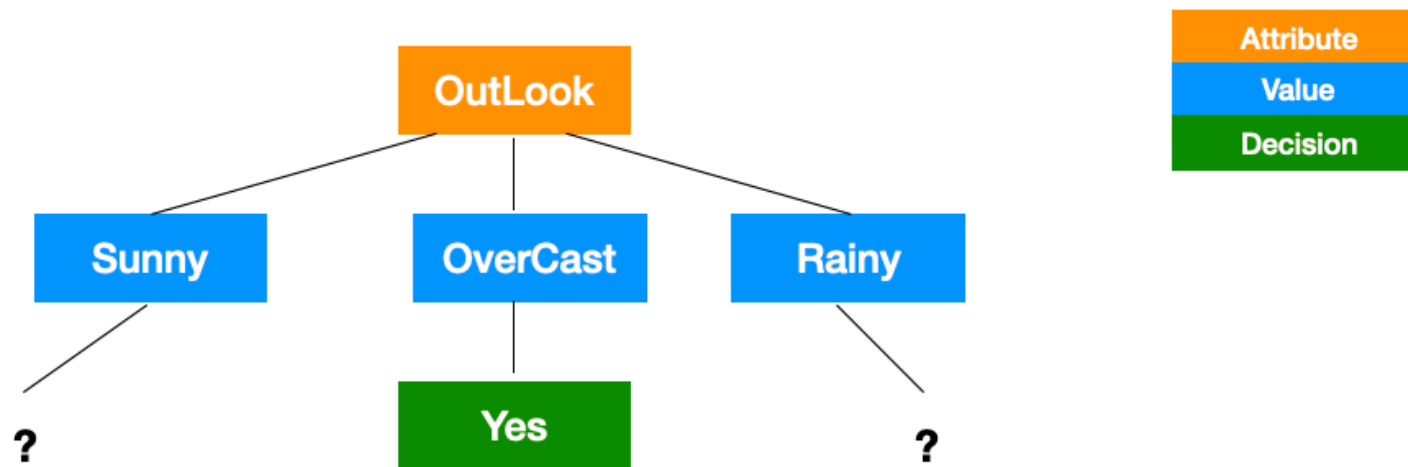 OutLook
Attribute
Value
Decision
Sunny
OverCast
Rainy
?
Yes
?